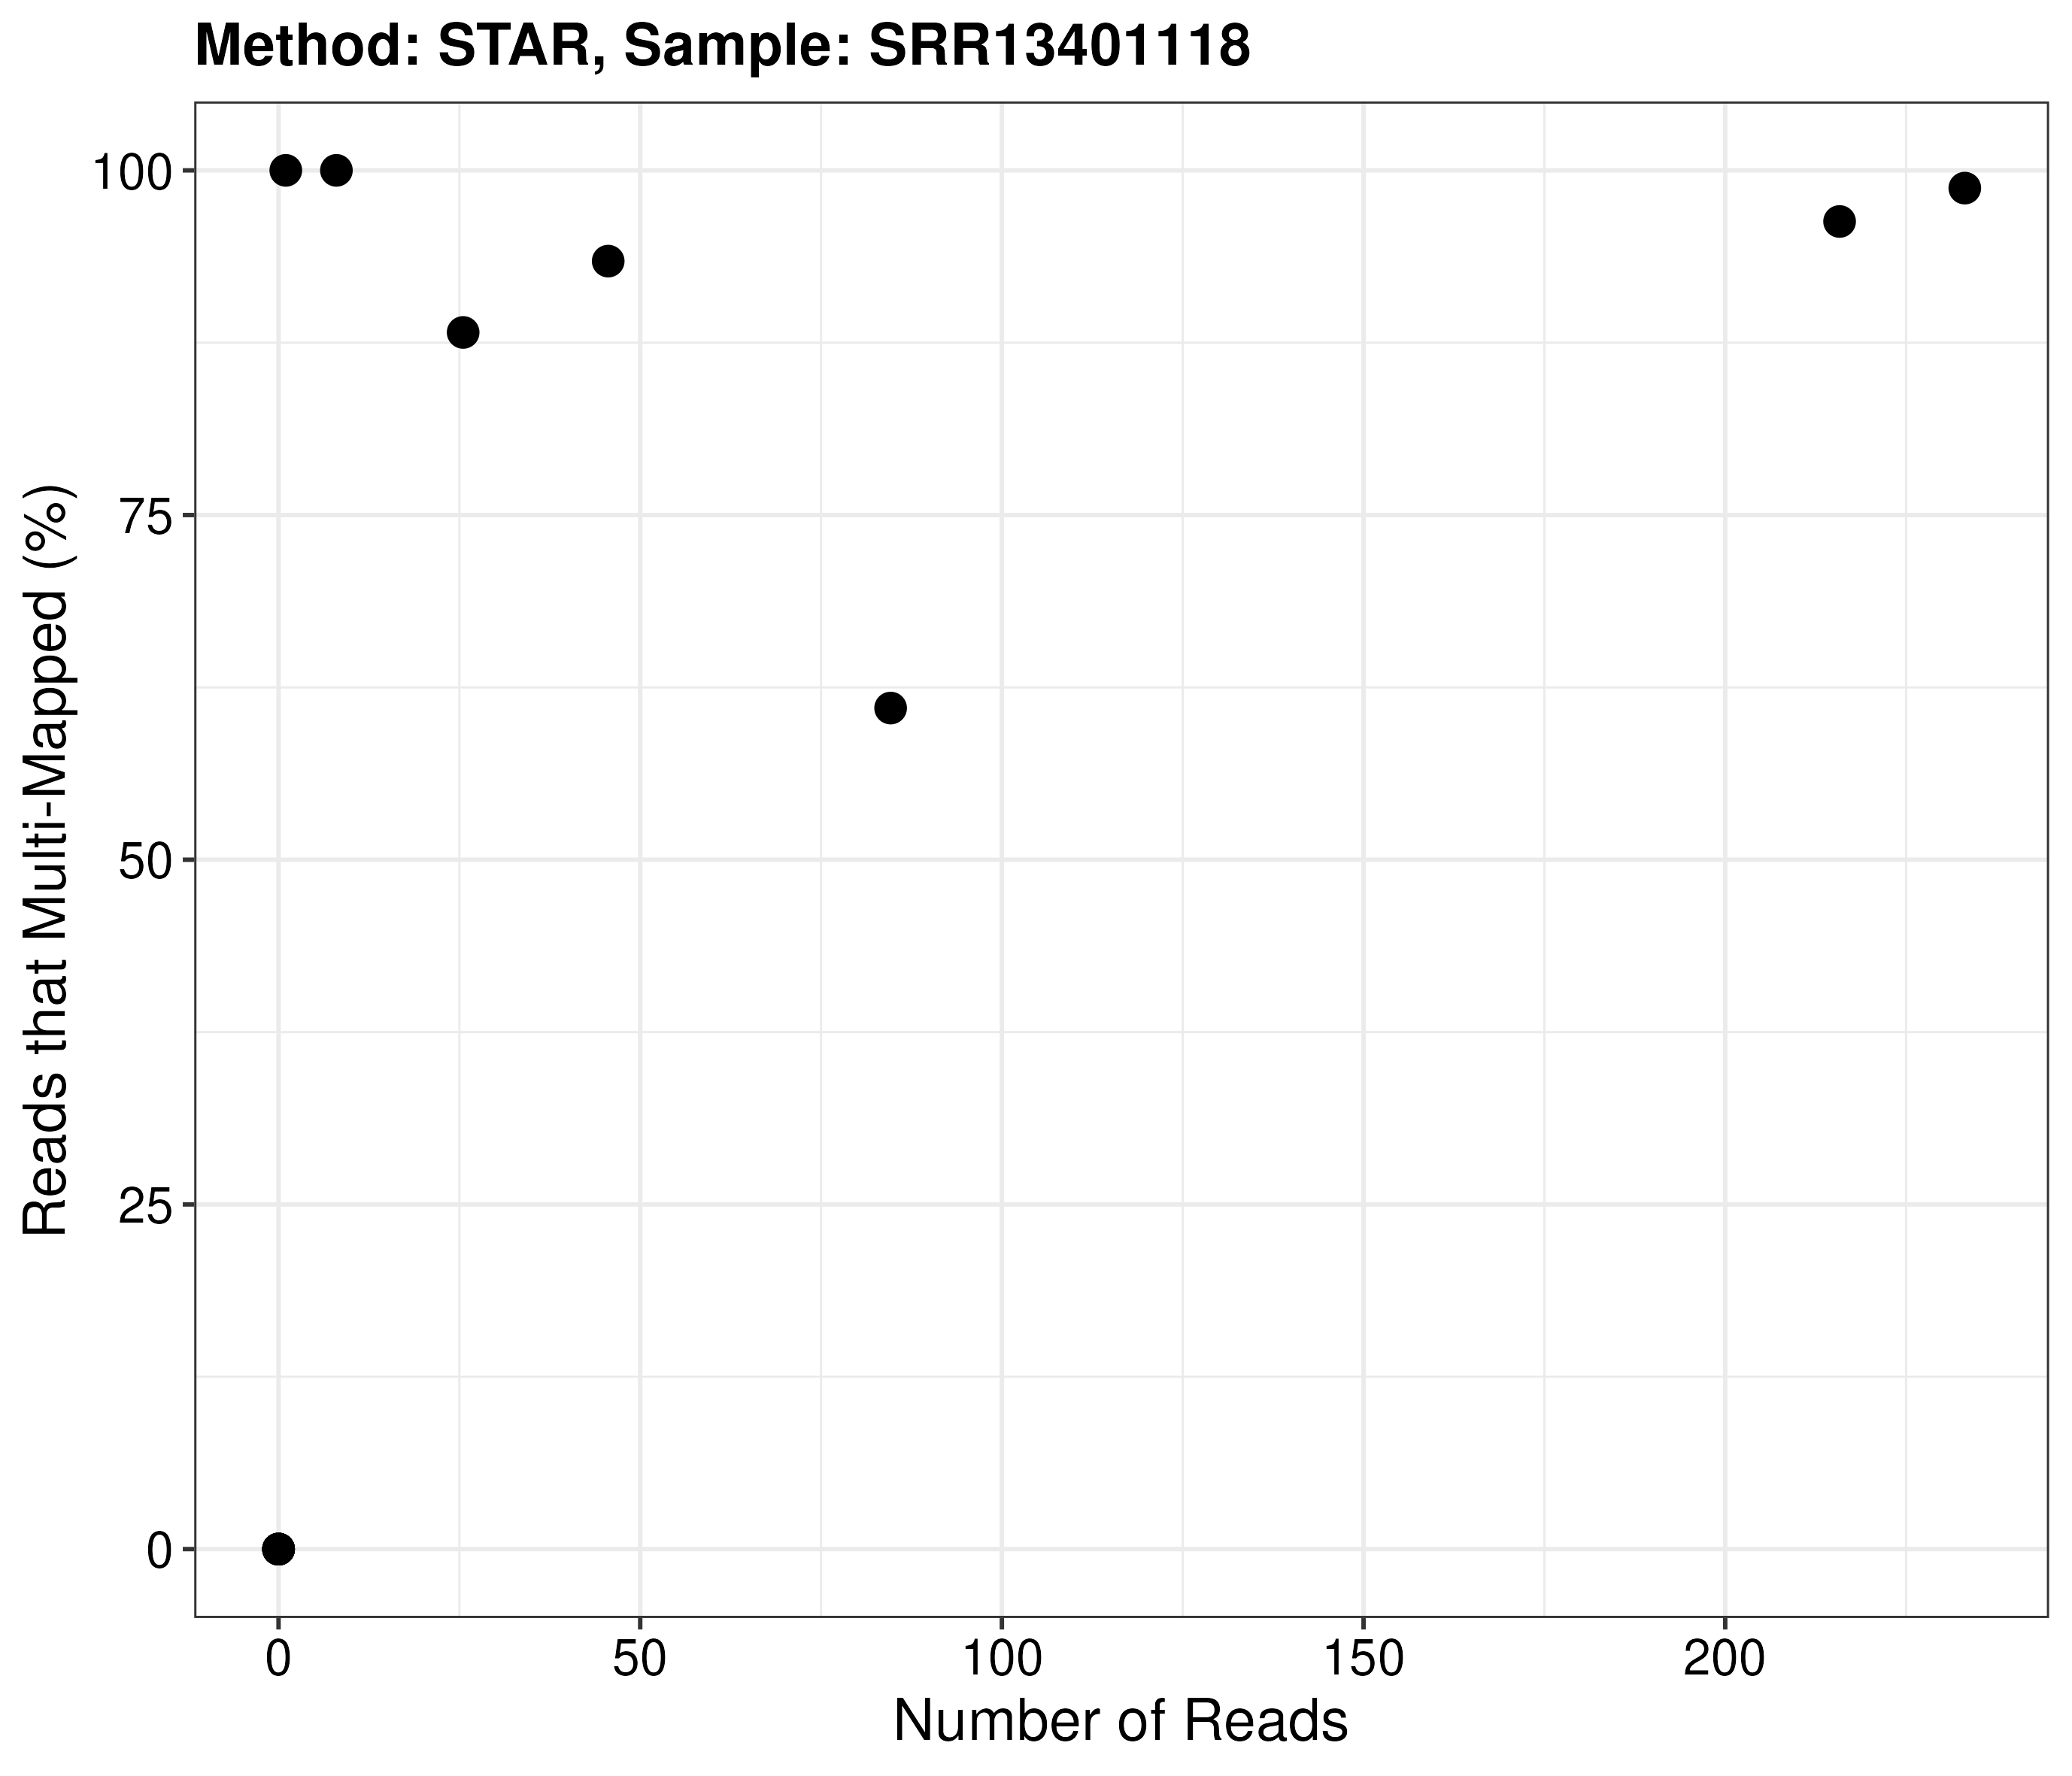 Method: STAR, Sample: SRR13401118
Reads that Multi-Mapped (%)
100
75
50
25
0
0 50 100 150 200
Number of Reads